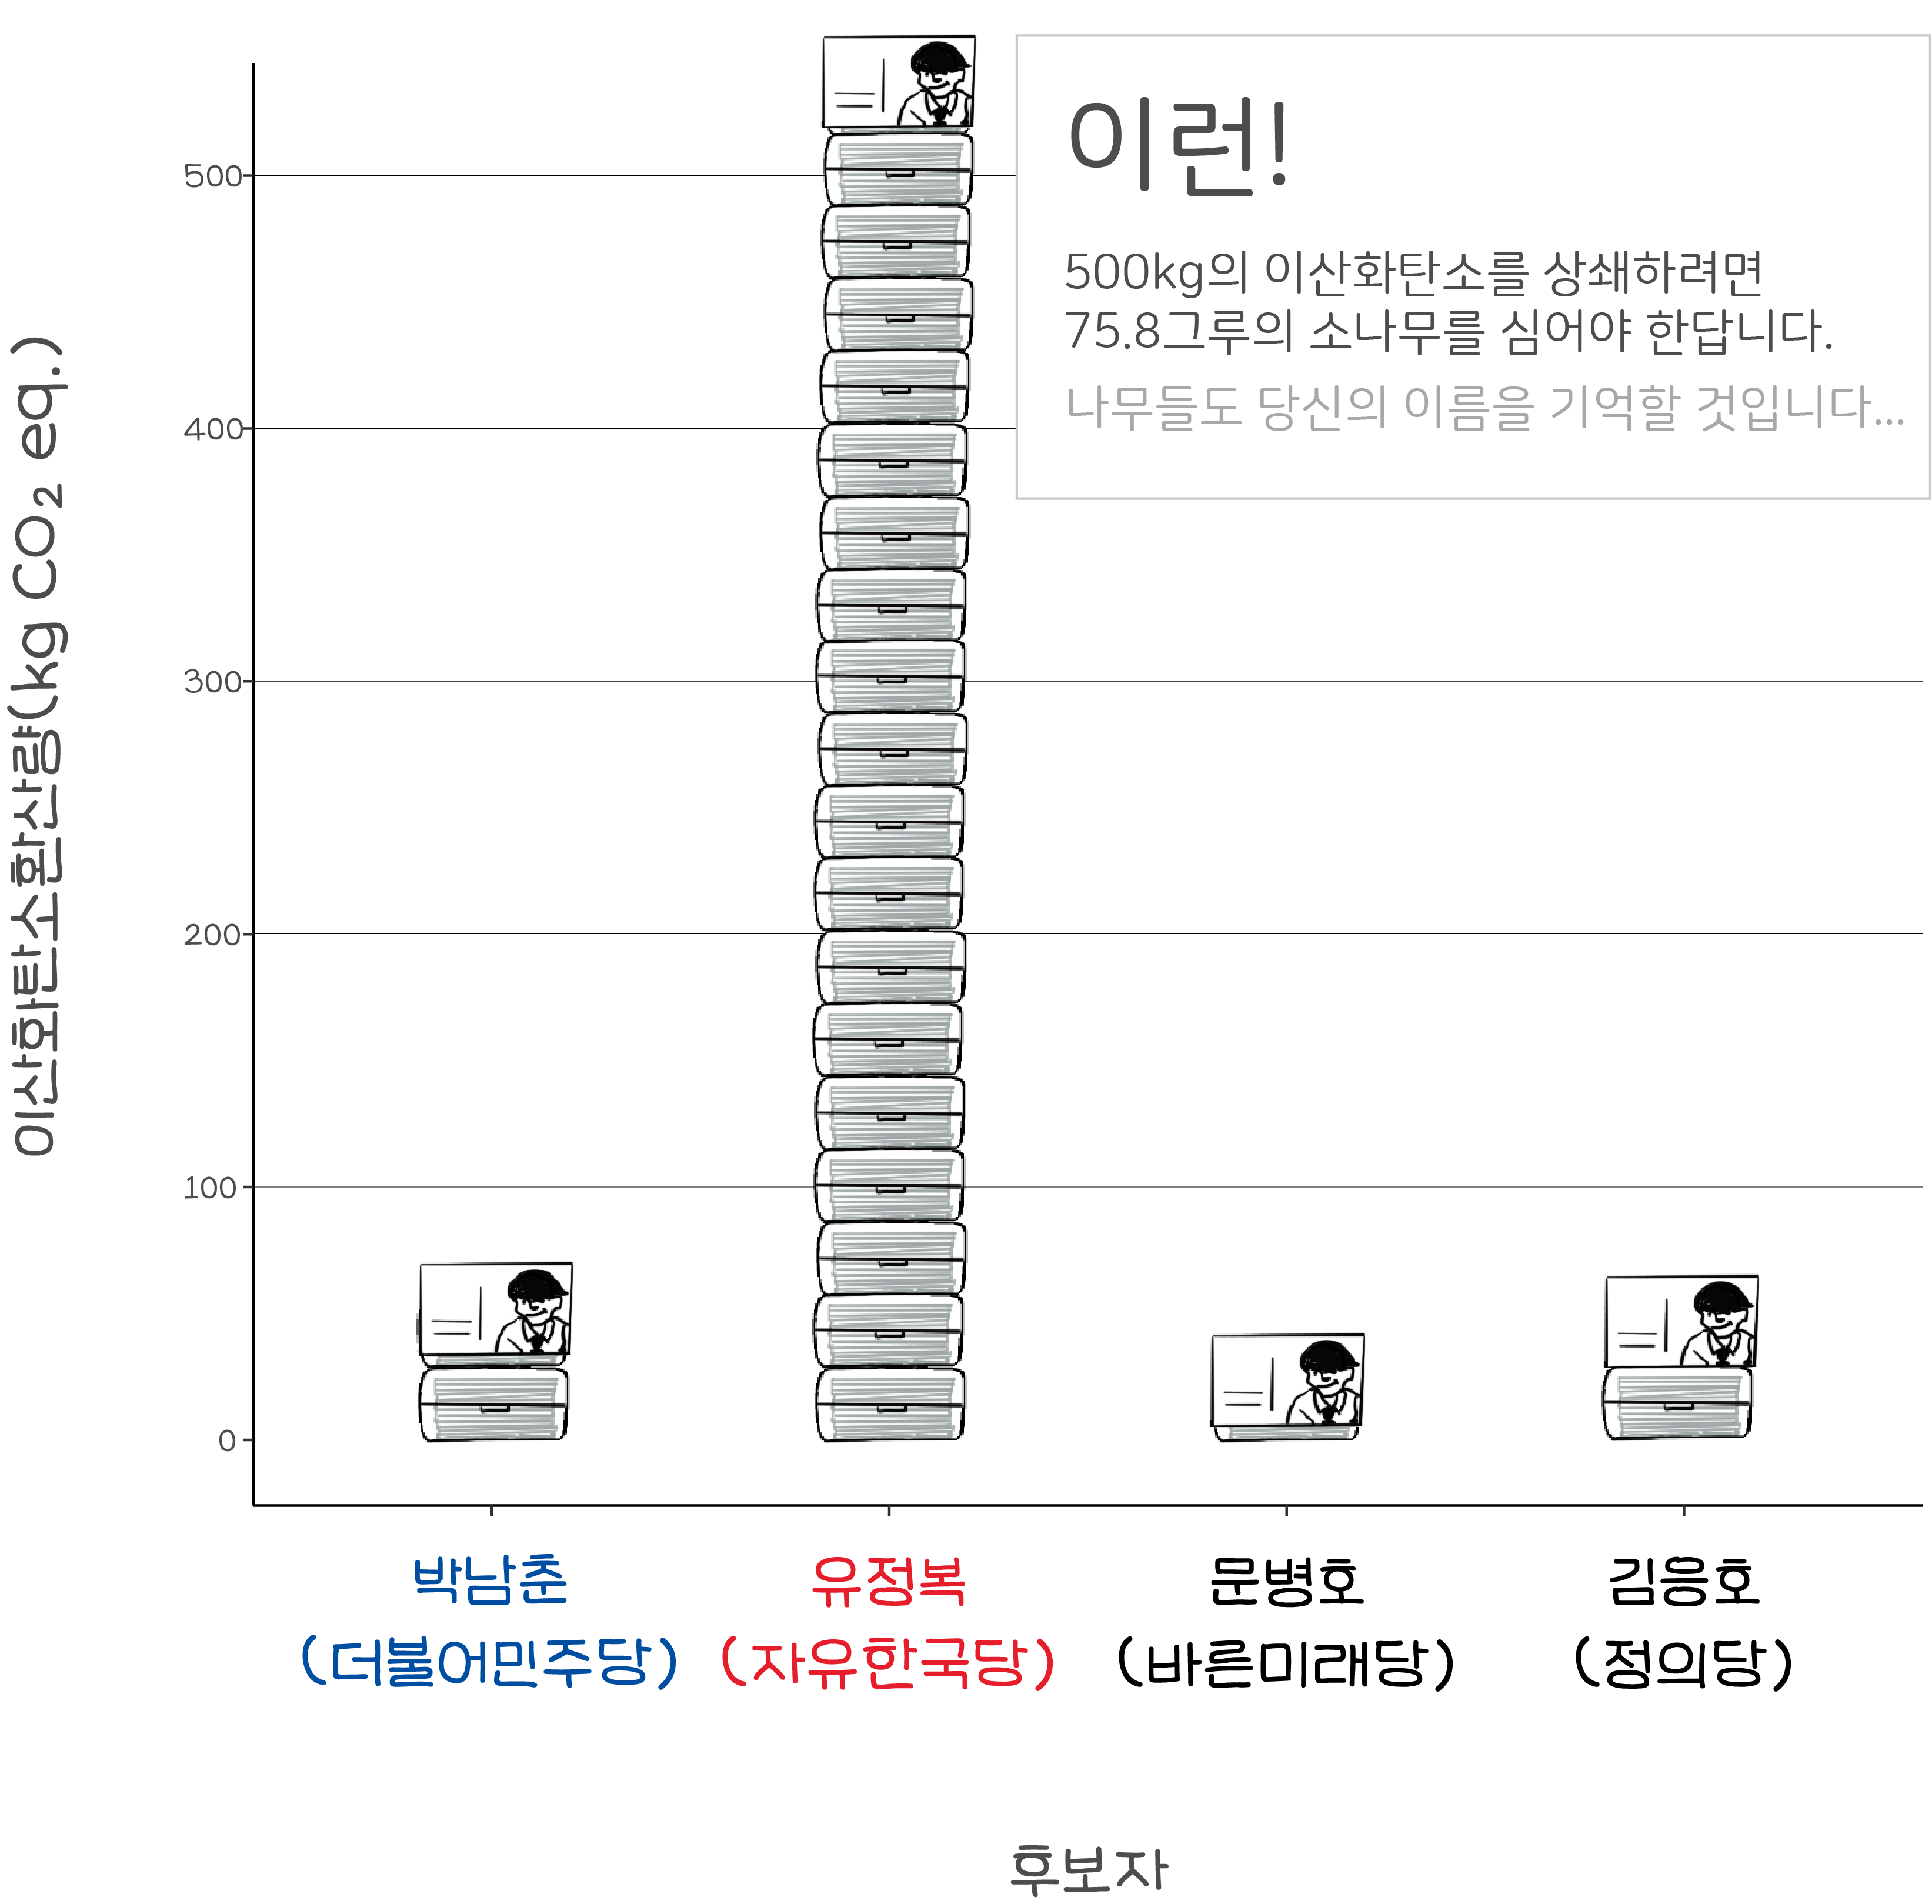 이런!
500kg의 이산화탄소를 상쇄하려면
75.8그루의 소나무를 심어야 한답니다.
나무들도 당신의 이름을 기억할 것입니다...
이산화탄소환산량(kg CO₂ eq.)
500
400
300
200
100
0
박남춘 유정복 문병호 김응호
(더불어민주당) (자유한국당) (바른미래당) (정의당)
후보자